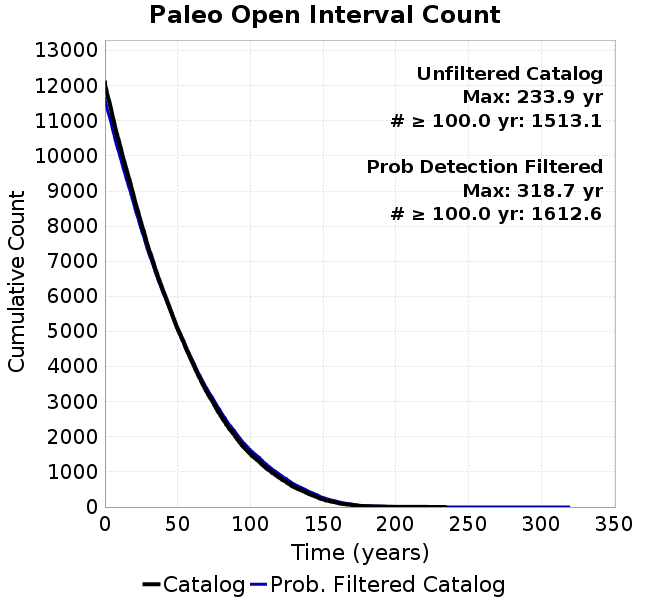 Paleo Open Interval Count
Unfiltered Catalog
Max: 233.9 yr
# ≥ 100.0 yr: 1513.1
Prob Detection Filtered
Max: 318.7 yr
# ≥ 100.0 yr: 1612.6
Cumulative Count
13000
12000
11000
10000
9000
8000
7000
6000
5000
4000
3000
2000
1000
0
0 50 100 150 200 250 300 350
Time (years)
Catalog Prob. Filtered Catalog